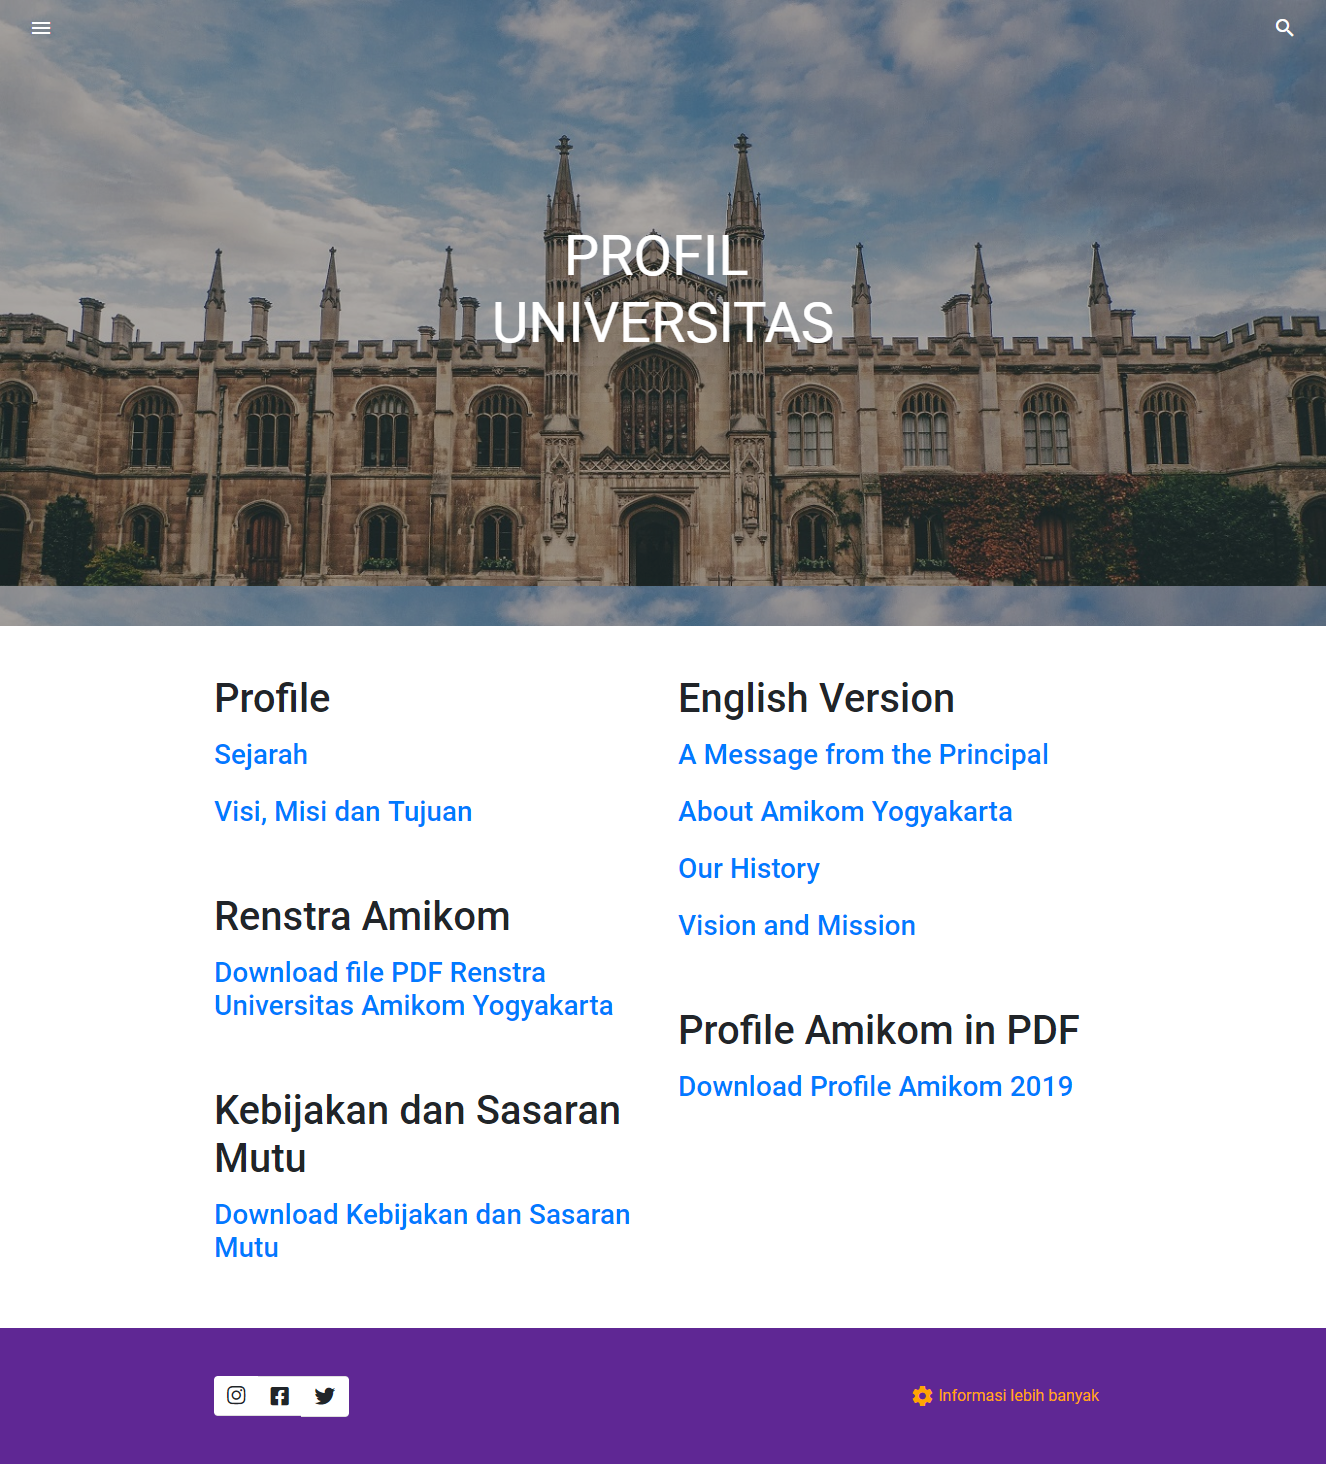 PROFIL
UNIVERSITAS
Profile
Sejarah
Visi, Misi dan Tujuan
Renstra Amikom
Download file PDF Renstra
Universitas Amikom Yogyakarta
Kebijakan dan Sasaran
Mutu
Download Kebijakan dan Sasaran
Mutu
English Version
A Message from the Principal
About Amikom Yogyakarta
Our History
Vision and Mission
Profile Amikom in PDF
Download Profile Amikom 2019
Informasi lebih banyak